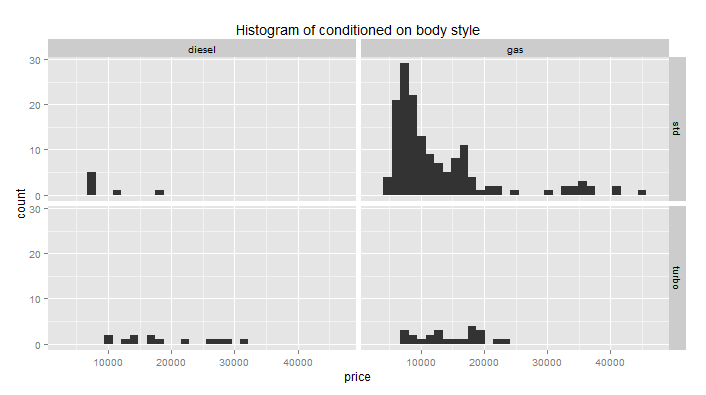 Histogram of conditioned on body style
diesel
gas
30
20
10
0
std
30
20
10
0
turbo
count
10000 20000 30000 40000
10000 20000 30000 40000
price